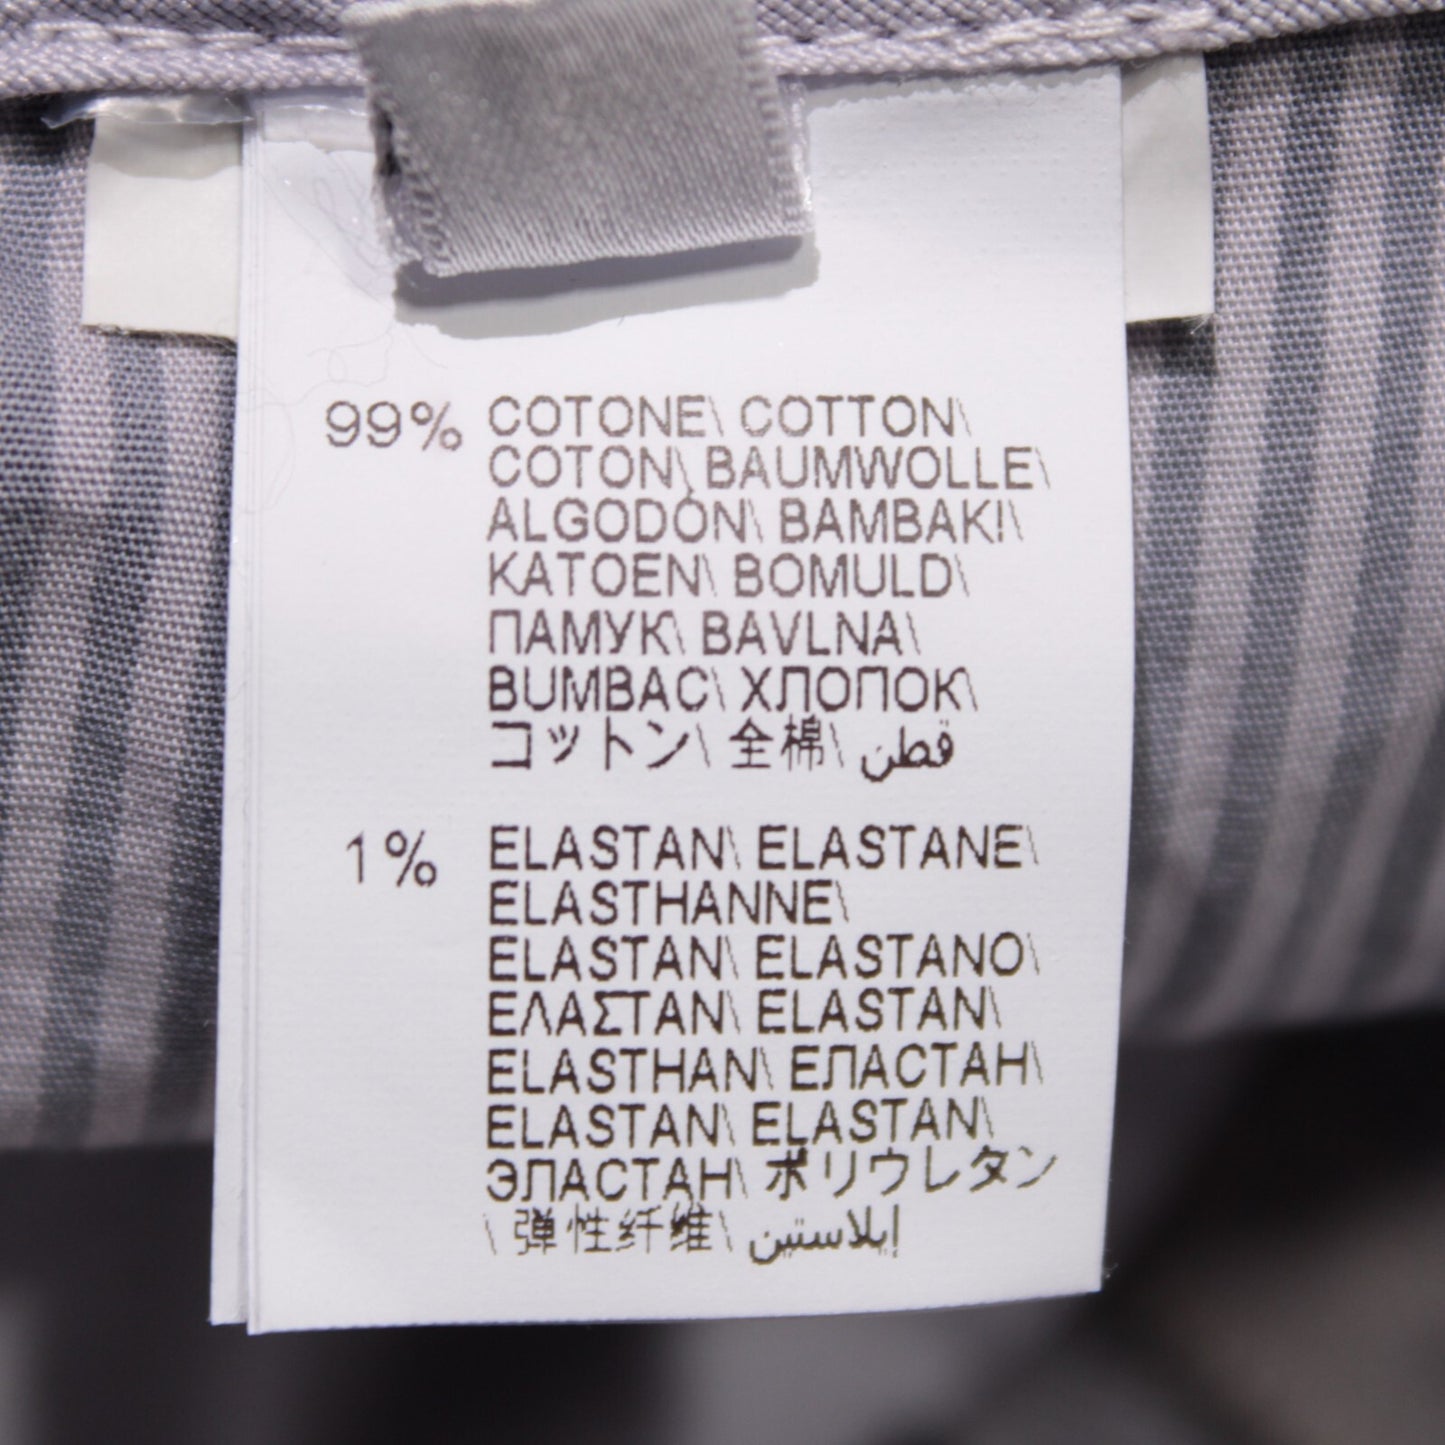 99% COTONE\ COTTON\
COTON\ BAUMWOLLE\
ALGODÓN\ BAMBAK!\
KATOEN\ BOMULD\
ПАМУК\ BAVLNA\
BUMBAC\ ХЛОПОК\
コットン\ 全棉\ قطن
1% ELASTAN\ ELASTANE\
ELASTHANNE\
ELASTAN\ ELASTANO\
ΕΛΑΣΤΑΝ\ ELASTAN\
ELASTHAN\ ЕЛАСТАН\
ELASTAN\ ELASTAN\
ЭЛАСТАН\ ポリウレタン
\ 弹性纤维\ إيلاستين